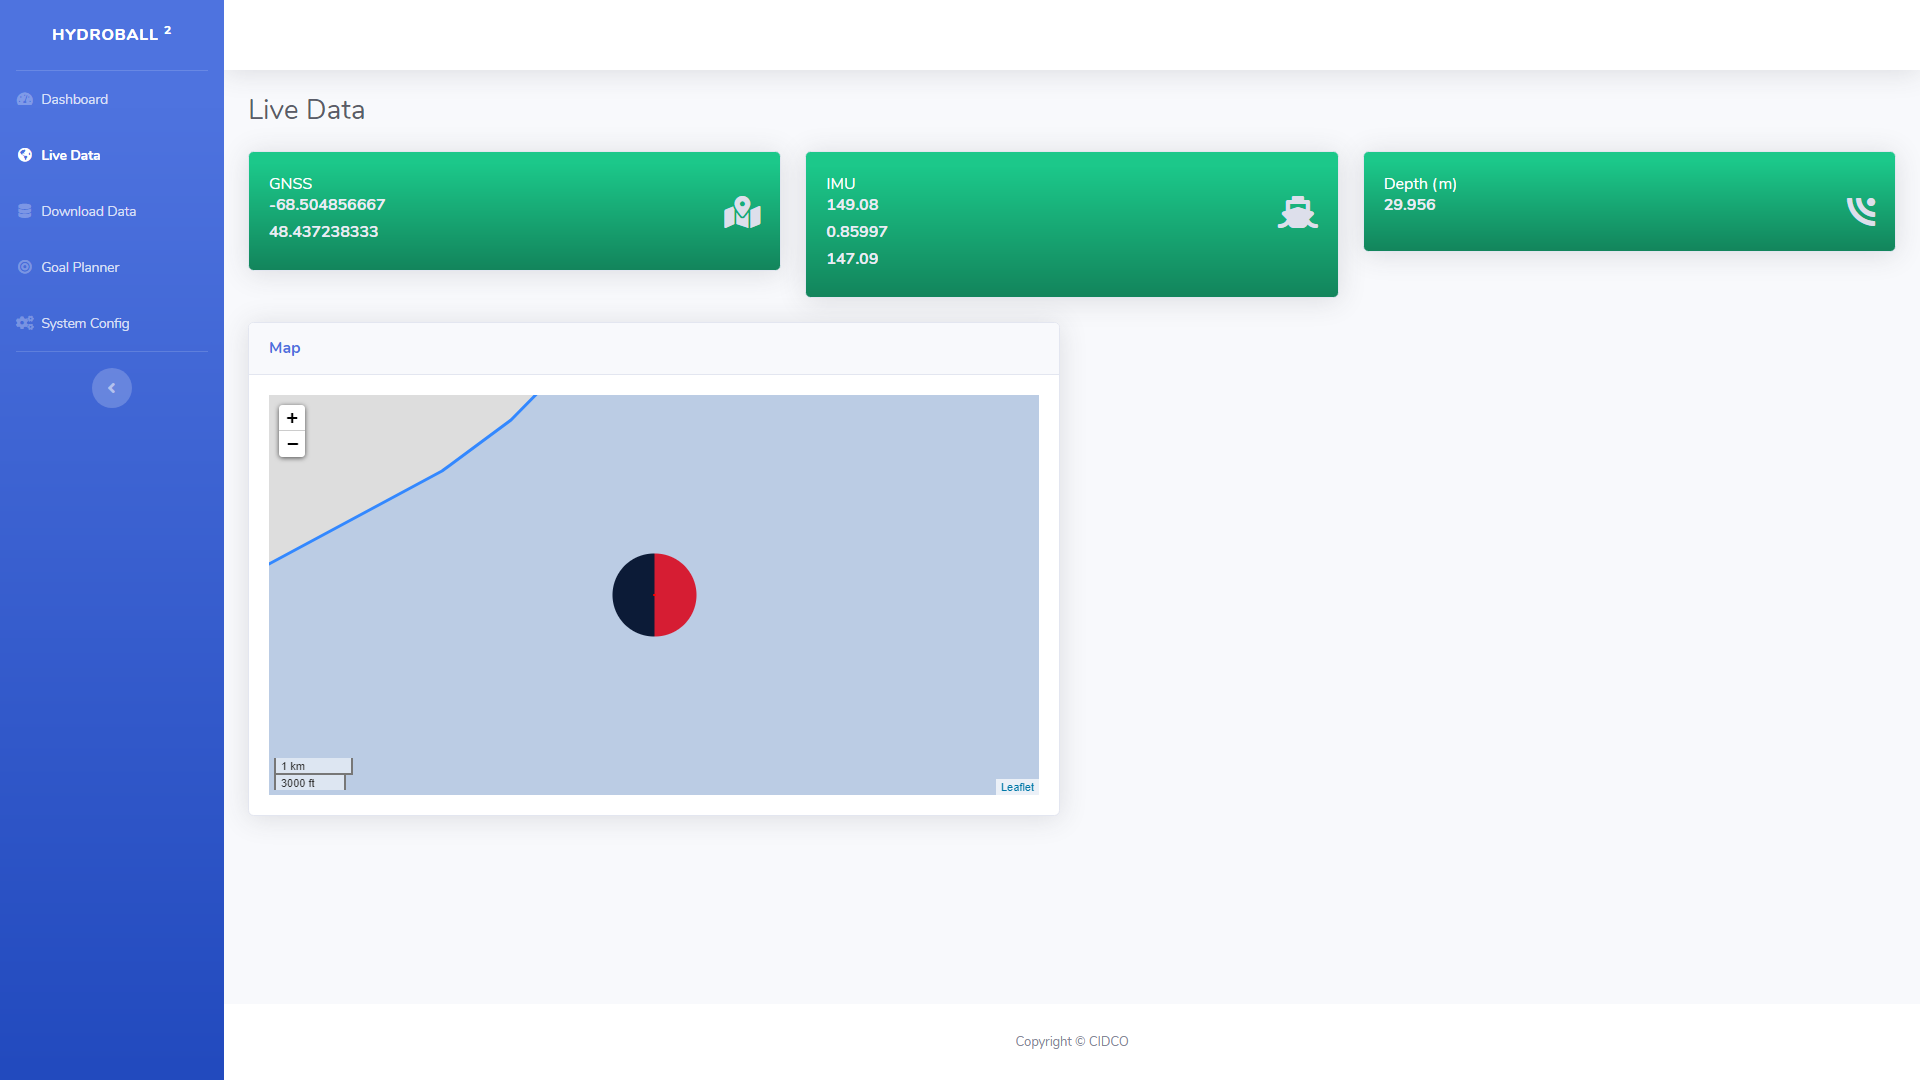 HYDROBALL 2
Dashboard
Live Data
Download Data
Goal Planner
System Config
Live Data
GNSS
-68.504856667
48.437238333
IMU
149.08
0.85997
147.09
Depth (m)
29.956
Map
+
−
1 km
3000 ft
Leaflet
Copyright © CIDCO